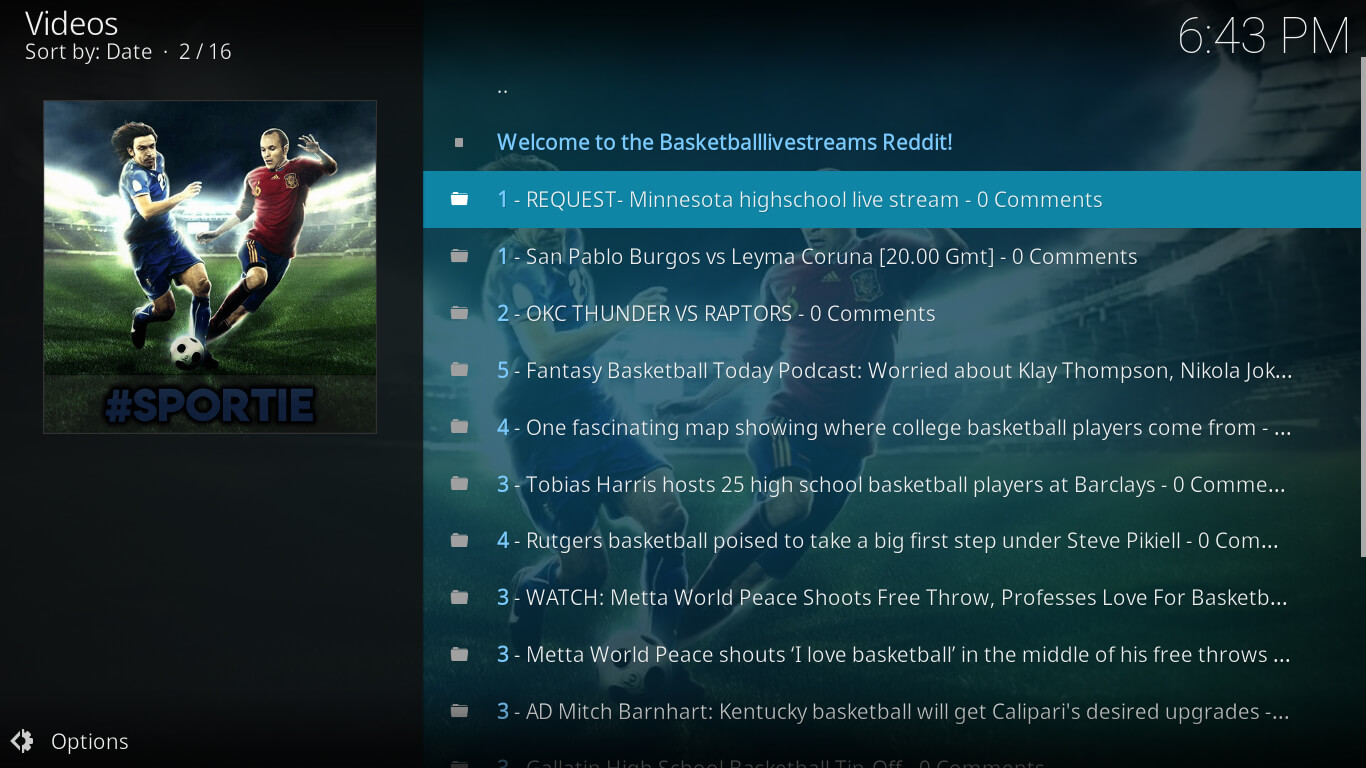 Videos
Sort by: Date · 2 / 16
6:43 PM
#SPORTIE
..
Welcome to the Basketballlivestreams Reddit!
1 - REQUEST- Minnesota highschool live stream - 0 Comments
1 - San Pablo Burgos vs Leyma Coruna [20.00 Gmt] - 0 Comments
2 - OKC THUNDER VS RAPTORS - 0 Comments
5 - Fantasy Basketball Today Podcast: Worried about Klay Thompson, Nikola Jok...
4 - One fascinating map showing where college basketball players come from - ...
3 - Tobias Harris hosts 25 high school basketball players at Barclays - 0 Comme...
4 - Rutgers basketball poised to take a big first step under Steve Pikiell - 0 Com...
3 - WATCH: Metta World Peace Shoots Free Throw, Professes Love For Basketb...
3 - Metta World Peace shouts ‘I love basketball’ in the middle of his free throws ...
3 - AD Mitch Barnhart: Kentucky basketball will get Calipari's desired upgrades -...
3 - Gallatin High School Basketball Tip-Off - 0 Comments
Options